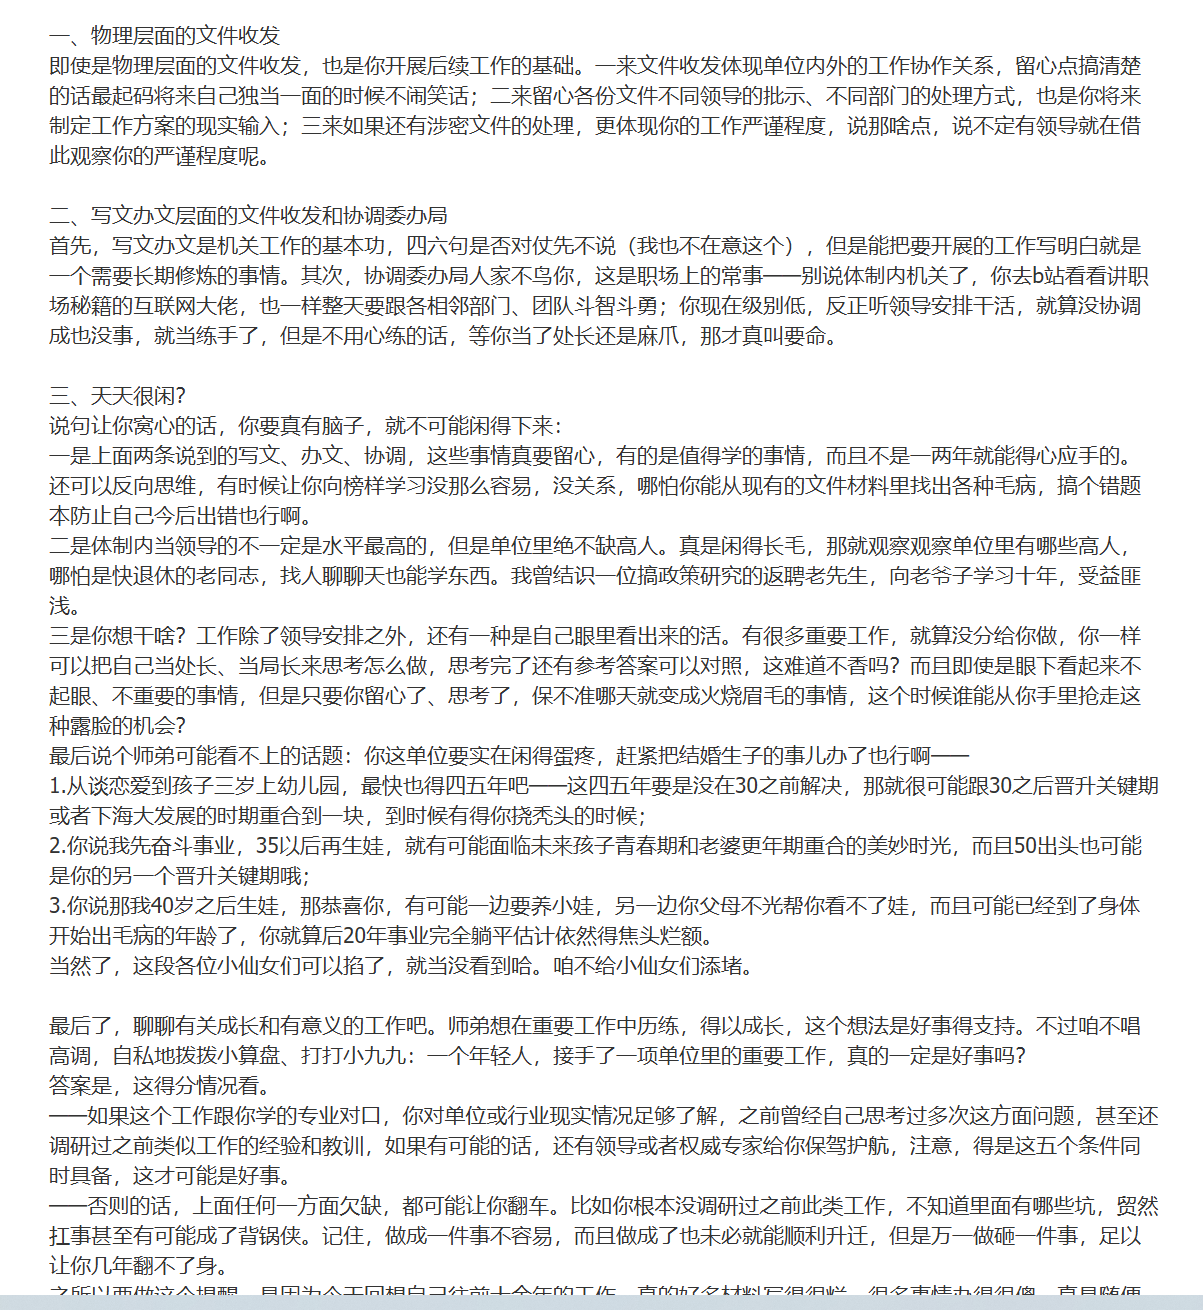 一、物理层面的文件收发
即使是物理层面的文件收发，也是你开展后续工作的基础。一来文件收发体现单位内外的工作协作关系，留心点搞清楚
的话最起码将来自己独当一面的时候不闹笑话；二来留心各份文件不同领导的批示、不同部门的处理方式，也是你将来
制定工作方案的现实输入；三来如果还有涉密文件的处理，更体现你的工作严谨程度，说那啥点，说不定有领导就在借
此观察你的严谨程度呢。
二、写文办文层面的文件收发和协调委办局
首先，写文办文是机关工作的基本功，四六句是否对仗先不说（我也不在意这个），但是能把要开展的工作写明白就是
一个需要长期修炼的事情。其次，协调委办局人家不鸟你，这是职场上的常事——别说体制内机关了，你去b站看看讲职
场秘籍的互联网大佬，也一样整天要跟各相邻部门、团队斗智斗勇；你现在级别低，反正听领导安排干活，就算没协调
成也没事，就当练手了，但是不用心练的话，等你当了处长还是麻爪，那才真叫要命。
三、天天很闲？
说句让你窝心的话，你要真有脑子，就不可能闲得下来：
一是上面两条说到的写文、办文、协调，这些事情真要留心，有的是值得学的事情，而且不是一两年就能得心应手的。
还可以反向思维，有时候让你向榜样学习没那么容易，没关系，哪怕你能从现有的文件材料里找出各种毛病，搞个错题
本防止自己今后出错也行啊。
二是体制内当领导的不一定是水平最高的，但是单位里绝不缺高人。真是闲得长毛，那就观察观察单位里有哪些高人，
哪怕是快退休的老同志，找人聊聊天也能学东西。我曾结识一位搞政策研究的返聘老先生，向老爷子学习十年，受益匪
浅。
三是你想干啥？工作除了领导安排之外，还有一种是自己眼里看出来的活。有很多重要工作，就算没分给你做，你一样
可以把自己当处长、当局长来思考怎么做，思考完了还有参考答案可以对照，这难道不香吗？而且即使是眼下看起来不
起眼、不重要的事情，但是只要你留心了、思考了，保不准哪天就变成火烧眉毛的事情，这个时候谁能从你手里抢走这
种露脸的机会？
最后说个师弟可能看不上的话题：你这单位要实在闲得蛋疼，赶紧把结婚生子的事儿办了也行啊——
1.从谈恋爱到孩子三岁上幼儿园，最快也得四五年吧——这四五年要是没在30之前解决，那就很可能跟30之后晋升关键期
或者下海大发展的时期重合到一块，到时候有得你挠秃头的时候；
2.你说我先奋斗事业，35以后再生娃，就有可能面临未来孩子青春期和老婆更年期重合的美妙时光，而且50出头也可能
是你的另一个晋升关键期哦；
3.你说那我40岁之后生娃，那恭喜你，有可能一边要养小娃，另一边你父母不光帮你看不了娃，而且可能已经到了身体
开始出毛病的年龄了，你就算后20年事业完全躺平估计依然得焦头烂额。
当然了，这段各位小仙女们可以掐了，就当没看到哈。咱不给小仙女们添堵。
最后了，聊聊有关成长和有意义的工作吧。师弟想在重要工作中历练，得以成长，这个想法是好事得支持。不过咱不唱
高调，自私地拨拨小算盘、打打小九九：一个年轻人，接手了一项单位里的重要工作，真的一定是好事吗？
答案是，这得分情况看。
——如果这个工作跟你学的专业对口，你对单位或行业现实情况足够了解，之前曾经自己思考过多次这方面问题，甚至还
调研过之前类似工作的经验和教训，如果有可能的话，还有领导或者权威专家给你保驾护航，注意，得是这五个条件同
时具备，这才可能是好事。
——否则的话，上面任何一方面欠缺，都可能让你翻车。比如你根本没调研过之前此类工作，不知道里面有哪些坑，贸然
扛事甚至有可能成了背锅侠。记住，做成一件事不容易，而且做成了也未必就能顺利升迁，但是万一做砸一件事，足以
让你几年翻不了身。